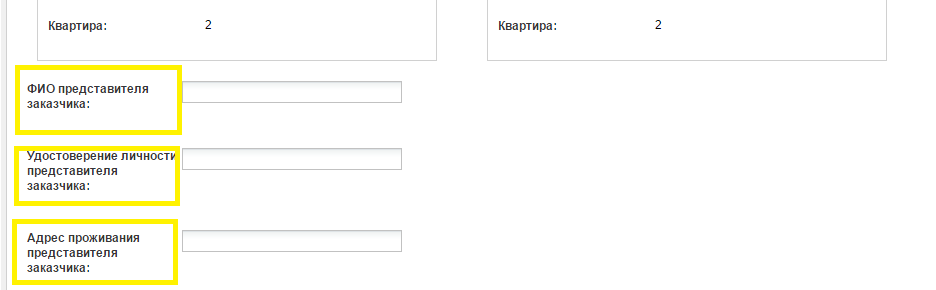 Квартира: 2 Квартира: 2
ФИО представителя
заказчика:
Удостоверение личности
представителя
заказчика:
Адрес проживания
представителя
заказчика: